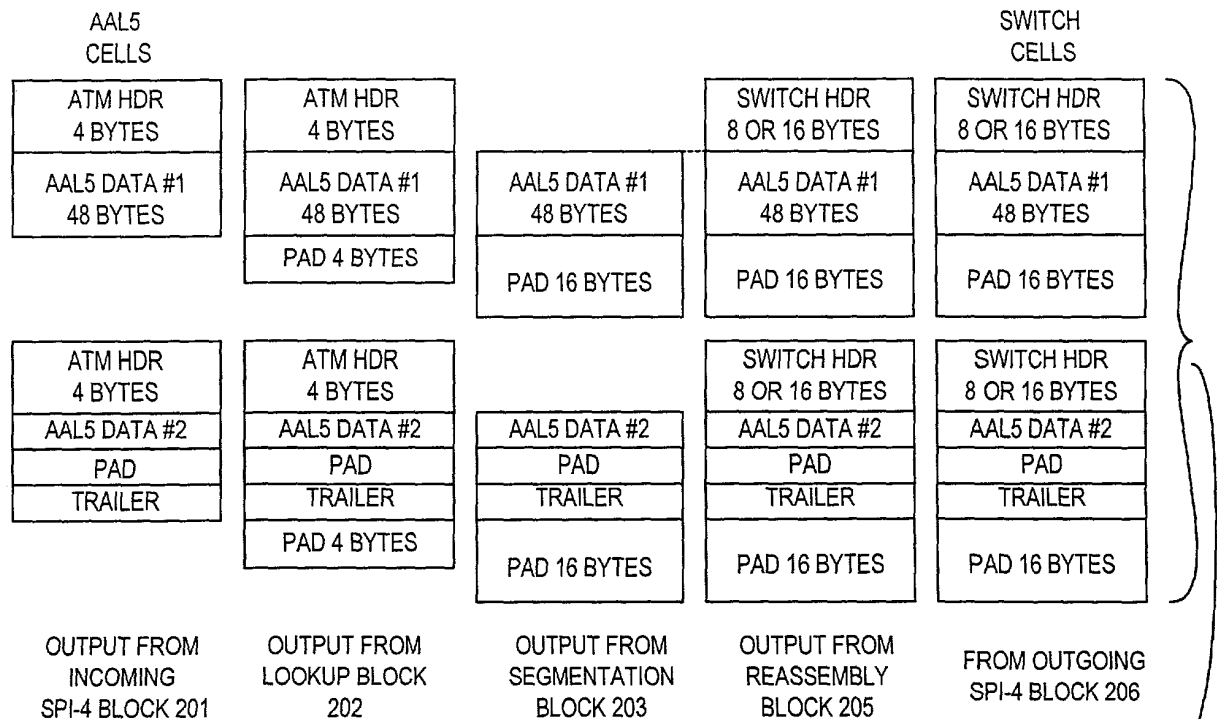 AAL5
CELLS
SWITCH
CELLS
ATM HDR
4 BYTES
AAL5 DATA #1
48 BYTES
ATM HDR
4 BYTES
AAL5 DATA #1
48 BYTES
PAD 4 BYTES
AAL5 DATA #1
48 BYTES
PAD 16 BYTES
SWITCH HDR
8 OR 16 BYTES
AAL5 DATA #1
48 BYTES
PAD 16 BYTES
SWITCH HDR
8 OR 16 BYTES
AAL5 DATA #1
48 BYTES
PAD 16 BYTES
ATM HDR
4 BYTES
AAL5 DATA #2
PAD
TRAILER
ATM HDR
4 BYTES
AAL5 DATA #2
PAD
TRAILER
PAD 4 BYTES
AAL5 DATA #2
PAD
TRAILER
PAD 16 BYTES
SWITCH HDR
8 OR 16 BYTES
AAL5 DATA #2
PAD
TRAILER
PAD 16 BYTES
SWITCH HDR
8 OR 16 BYTES
AAL5 DATA #2
PAD
TRAILER
PAD 16 BYTES
OUTPUT FROM
INCOMING
SPI-4 BLOCK 201
OUTPUT FROM
LOOKUP BLOCK
202
OUTPUT FROM
SEGMENTATION
BLOCK 203
OUTPUT FROM
REASSEMBLY
BLOCK 205
FROM OUTGOING
SPI-4 BLOCK 206